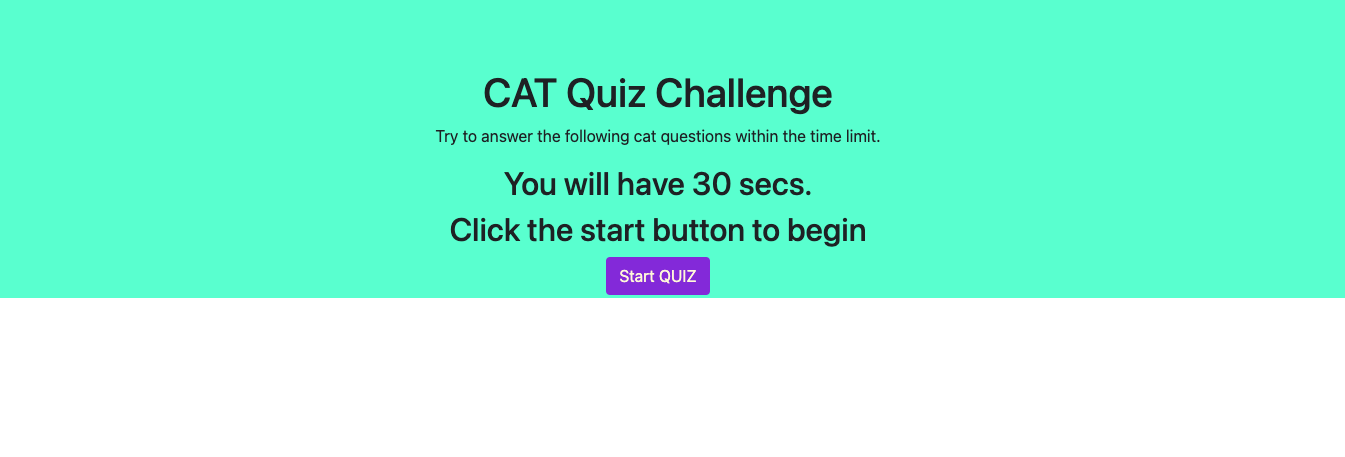 CAT Quiz Challenge
Try to answer the following cat questions within the time limit.
You will have 30 secs.
Click the start button to begin
Start QUIZ